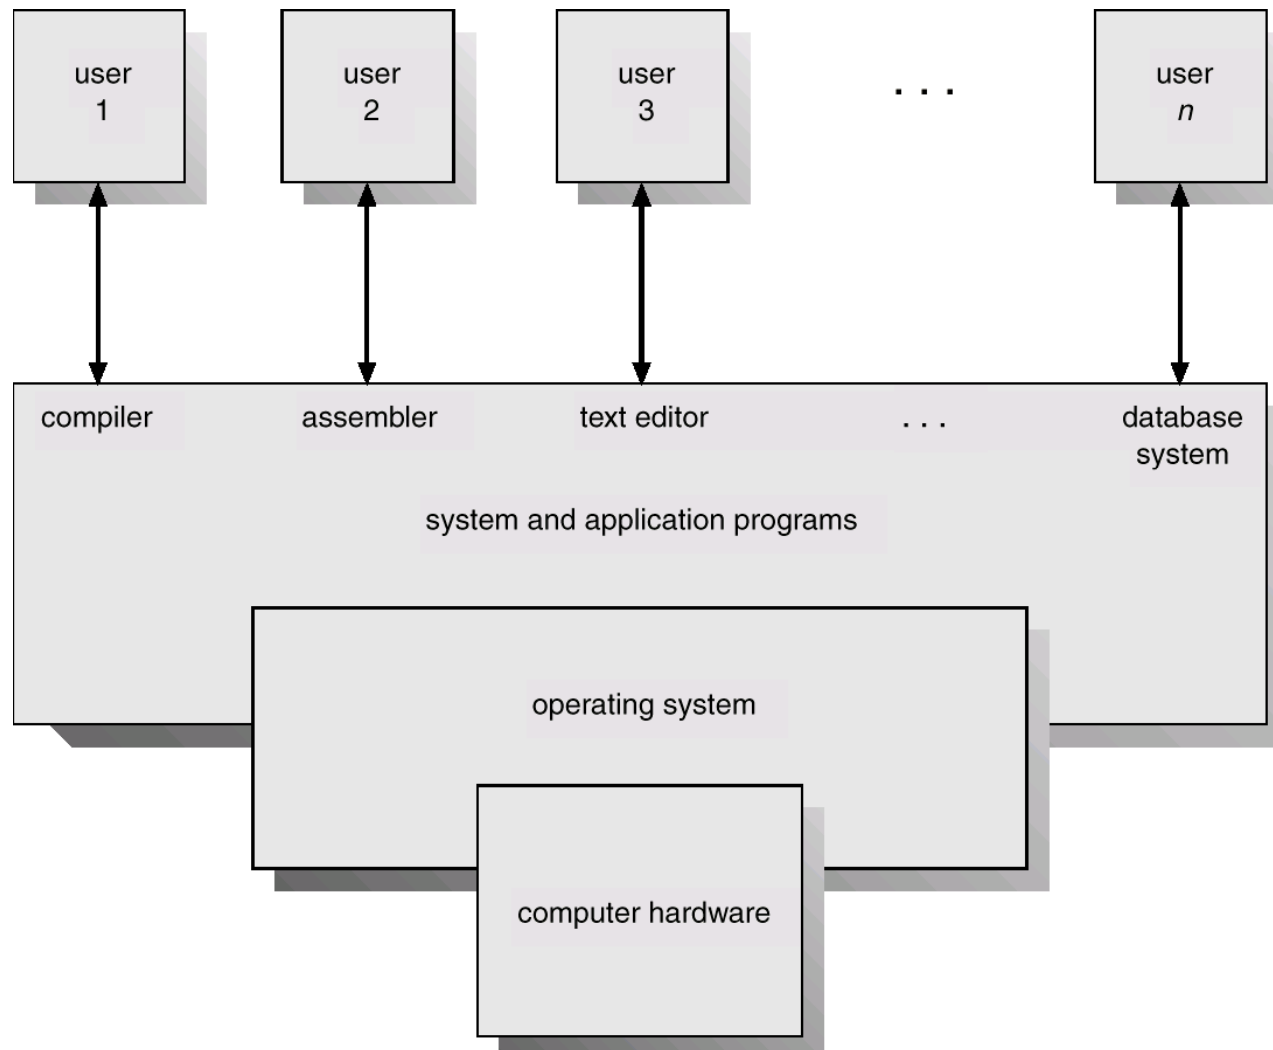 user
1
user
2
user
3
. . .
user
n
compiler
assembler
text editor
. . .
database
system
system and application programs
operating system
computer hardware